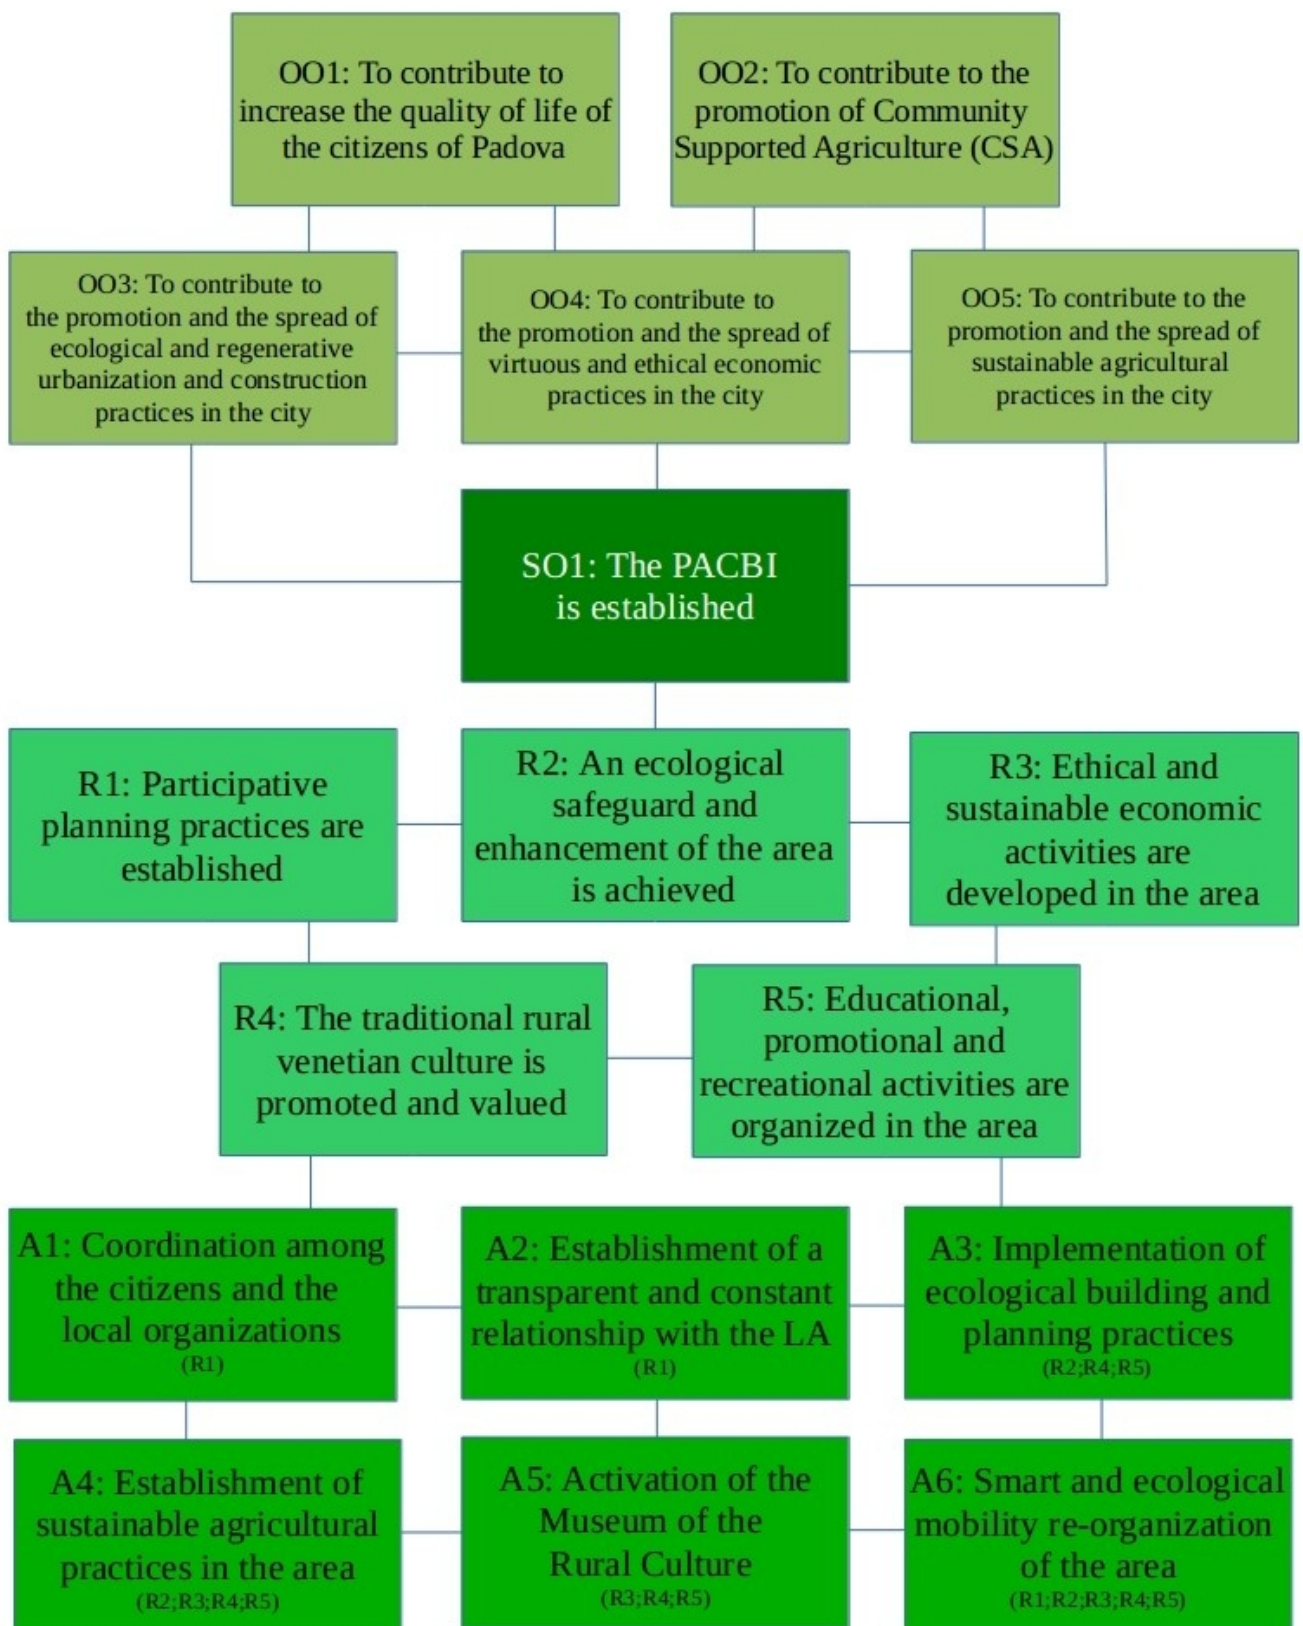 OO1: To contribute to
increase the quality of life of
the citizens of Padova
OO2: To contribute to the
promotion of Community
Supported Agriculture (CSA)
OO3: To contribute to
the promotion and the spread of
ecological and regenerative
urbanization and construction
practices in the city
OO4: To contribute to
the promotion and the spread of
virtuous and ethical economic
practices in the city
OO5: To contribute to the
promotion and the spread of
sustainable agricultural
practices in the city
SO1: The PACBI
is established
R1: Participative
planning practices are
established
R2: An ecological
safeguard and
enhancement of the area
is achieved
R3: Ethical and
sustainable economic
activities are
developed in the area
R4: The traditional rural
venetian culture is
promoted and valued
R5: Educational,
promotional and
recreational activities are
organized in the area
A1: Coordination among
the citizens and the
local organizations
(R1)
A2: Establishment of a
transparent and constant
relationship with the LA
(R1)
A3: Implementation of
ecological building and
planning practices
(R2;R4;R5)
A4: Establishment of
sustainable agricultural
practices in the area
(R2;R3;R4;R5)
A5: Activation of the
Museum of the
Rural Culture
(R3;R4;R5)
A6: Smart and ecological
mobility re-organization
of the area
(R1;R2;R3;R4;R5)